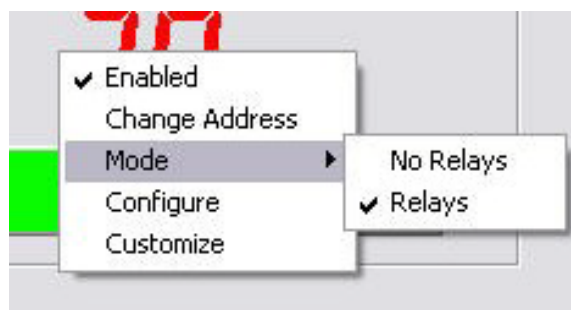 Enabled
Change Address
Mode
No Relays
Configure
Relays
Customize